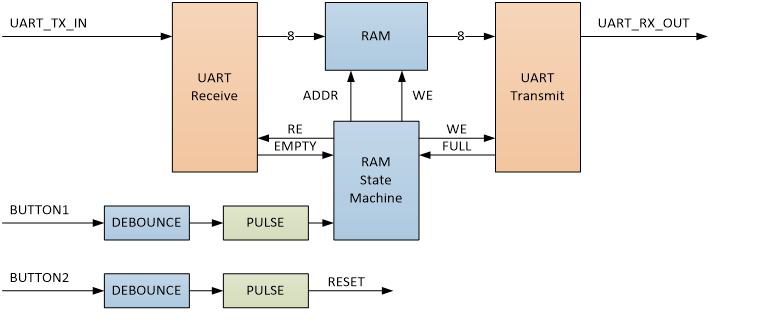 UART_TX_IN
UART
Receive
8
RAM
8
UART
Transmit
UART_RX_OUT
ADDR
WE
RE
EMPTY
RAM
State
Machine
WE
FULL
BUTTON1
DEBOUNCE
PULSE
BUTTON2
DEBOUNCE
PULSE
RESET